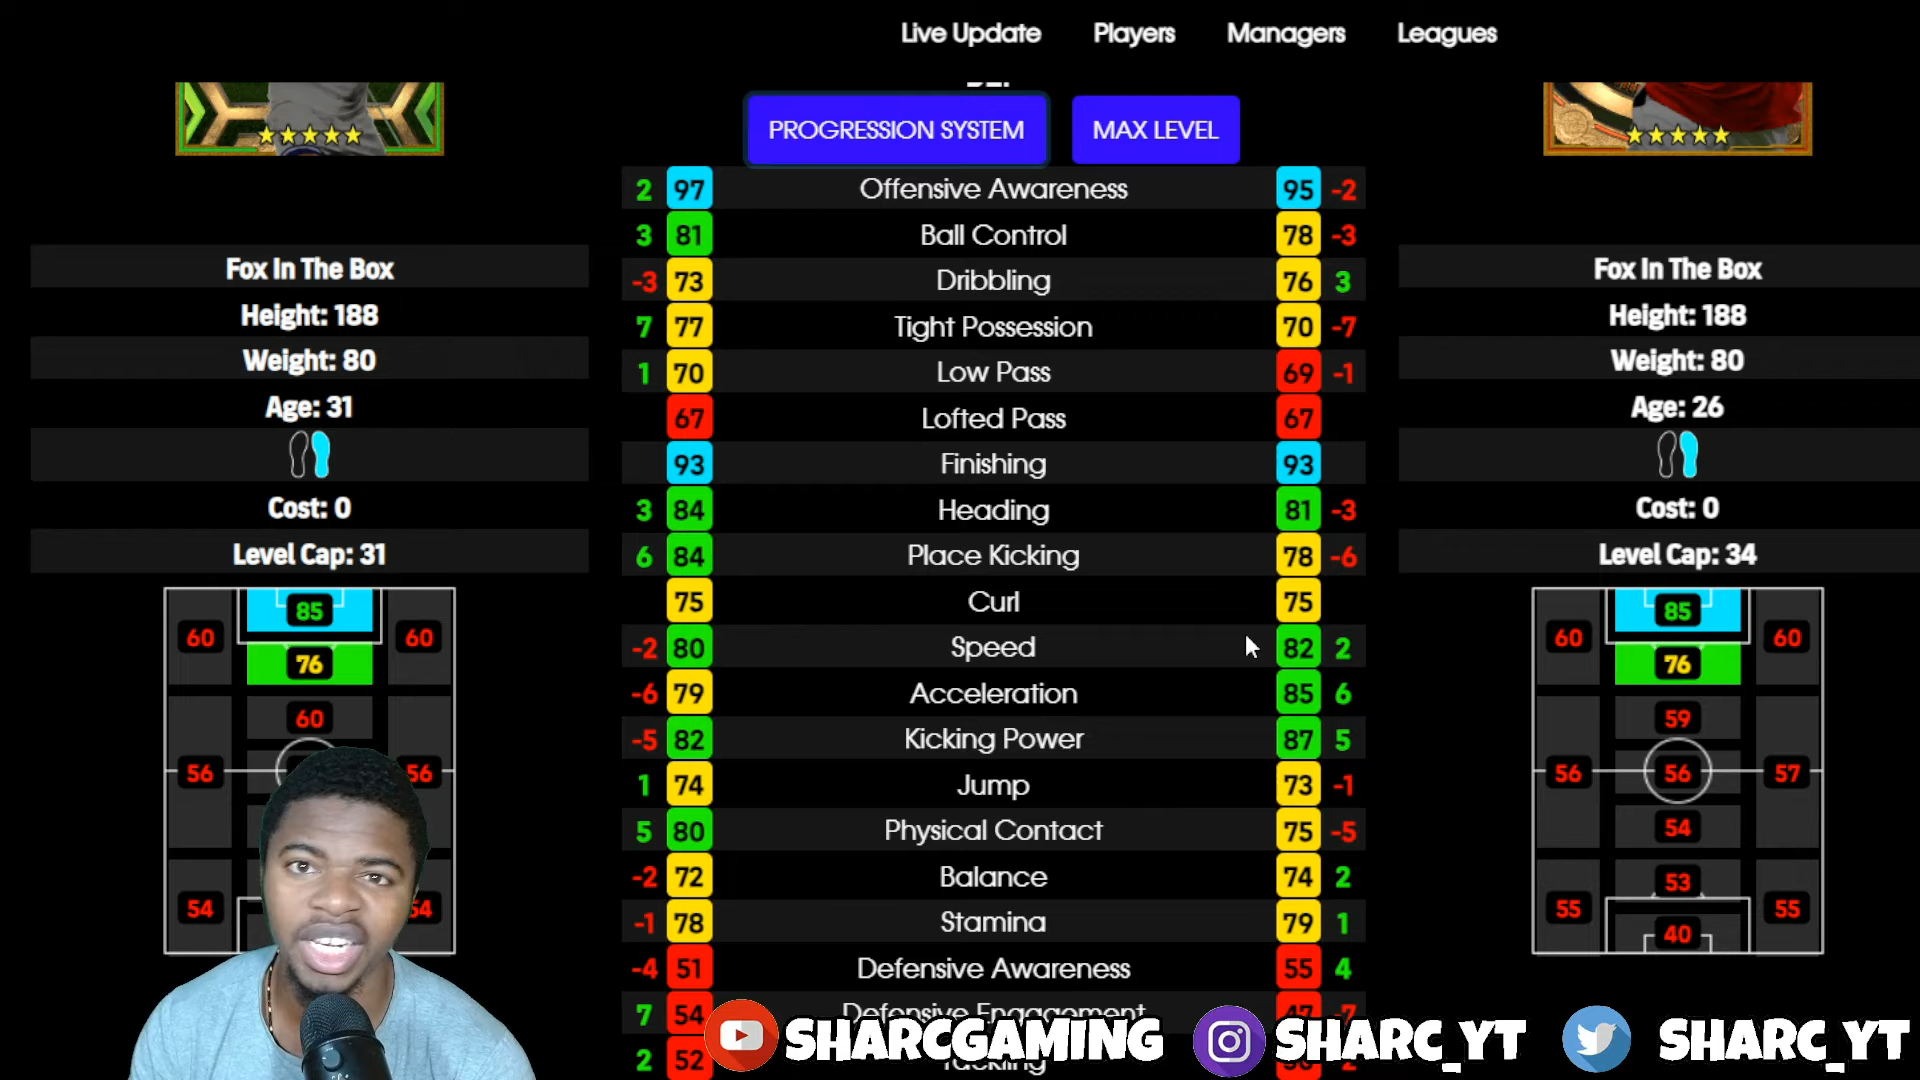 Live Update Players Managers Leagues
PROGRESSION SYSTEM MAX LEVEL
2 97 Offensive Awareness 95 -2
3 81 Ball Control 78 -3
-3 73 Dribbling 76 3
7 77 Tight Possession 70 -7
1 70 Low Pass 69 -1
67 Lofted Pass 67
93 Finishing 93
3 84 Heading 81 -3
6 84 Place Kicking 78 -6
75 Curl 75
-2 80 Speed 82 2
-6 79 Acceleration 85 6
-5 82 Kicking Power 87 5
1 74 Jump 73 -1
5 80 Physical Contact 75 -5
-2 72 Balance 74 2
-1 78 Stamina 79 1
-4 51 Defensive Awareness 55 4
7 54 Defensive Engagement 47 -7
2 52 Tackling
Fox In The Box
Height: 188
Weight: 80
Age: 31
Cost: 0
Level Cap: 31
85
60 60
76
60
56 56
54 54
Fox In The Box
Height: 188
Weight: 80
Age: 26
Cost: 0
Level Cap: 34
85
60 60
76
59
56 56 57
54
53
55 55
40
SHARCGAMING SHARC_YT SHARC_YT